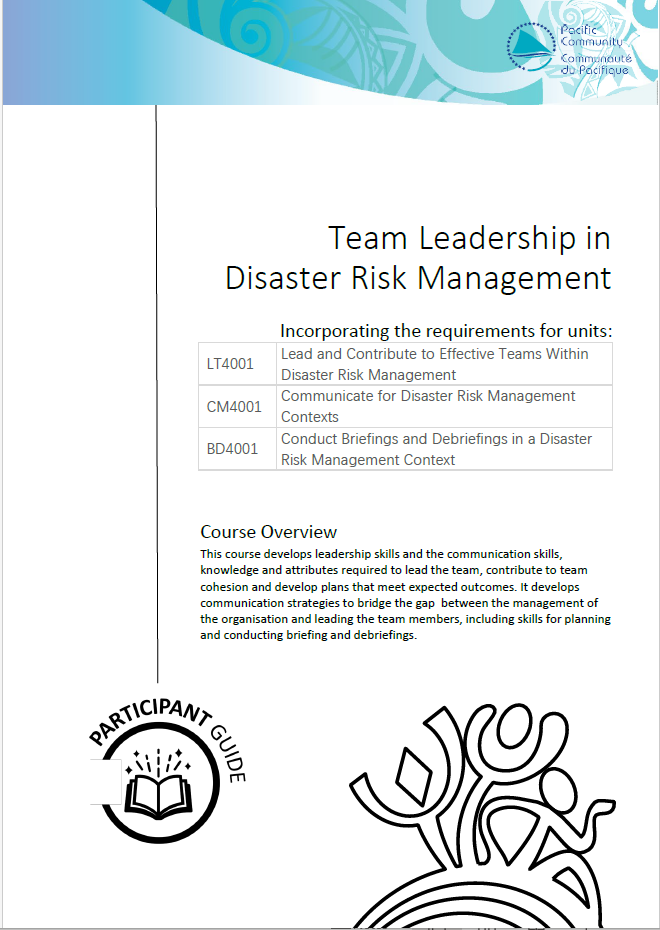 Pacific
Community
Communauté
du Pacifique
Team Leadership in
Disaster Risk Management
Incorporating the requirements for units:
LT4001
Lead and Contribute to Effective Teams Within
Disaster Risk Management
CM4001
Communicate for Disaster Risk Management
Contexts
BD4001
Conduct Briefings and Debriefings in a Disaster
Risk Management Context
Course Overview
This course develops leadership skills and the communication skills,
knowledge and attributes required to lead the team, contribute to team
cohesion and develop plans that meet expected outcomes. It develops
communication strategies to bridge the gap  between the management of
the organisation and leading the team members, including skills for planning
and conducting briefing and debriefings.
PARTICIPANT GUIDE